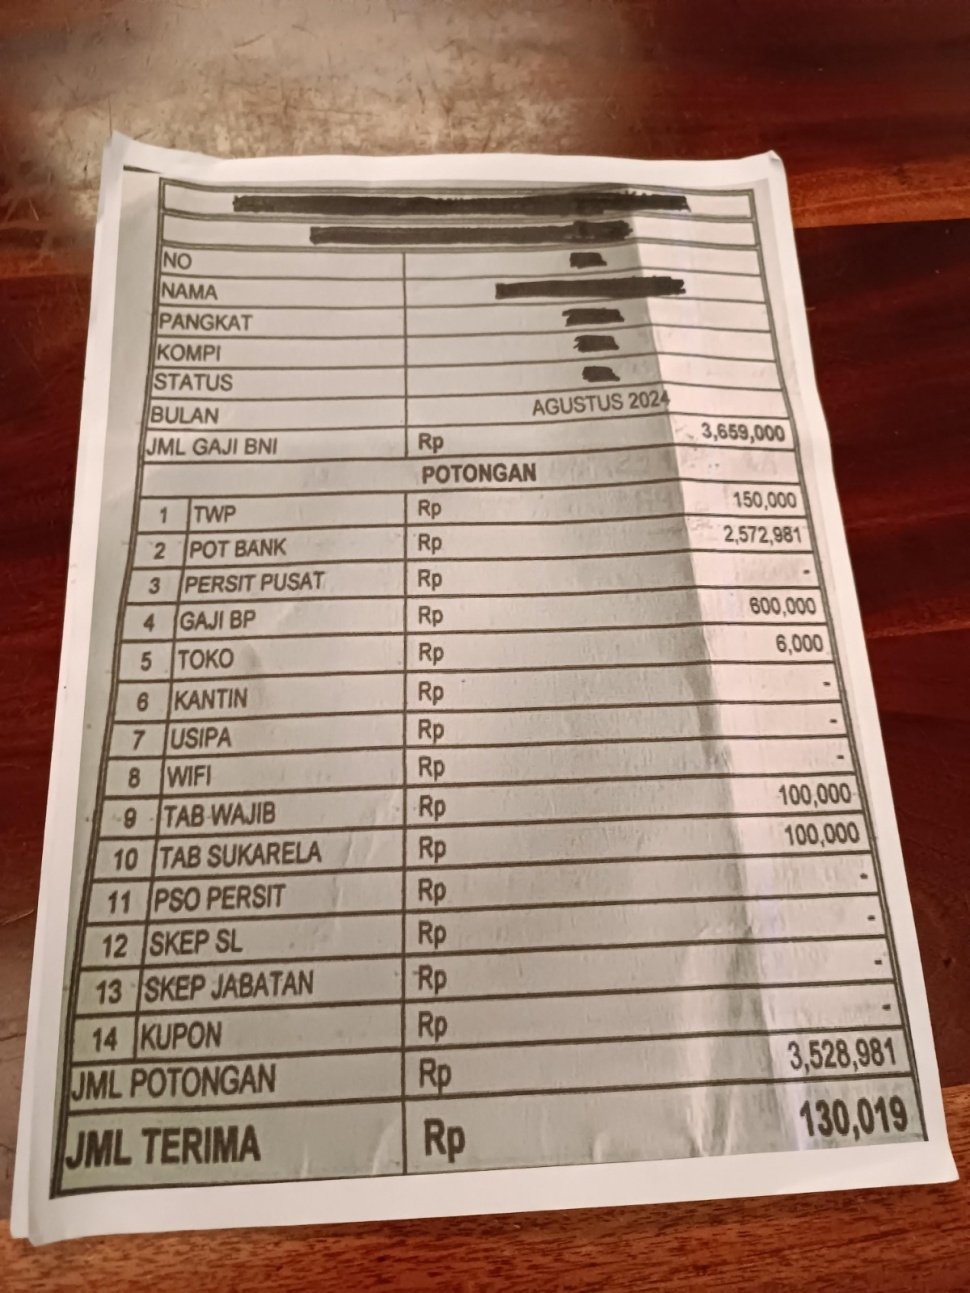 NO
NAMA
PANGKAT
KOMPI
STATUS
BULAN AGUSTUS 2024
JML GAJI BNI Rp 3,659,000
POTONGAN
1 TWP Rp 150,000
2 POT BANK Rp 2,572,981
3 PERSIT PUSAT Rp -
4 GAJI BP Rp 600,000
5 TOKO Rp 6,000
6 KANTIN Rp -
7 USIPA Rp -
8 WIFI Rp -
9 TAB WAJIB Rp 100,000
10 TAB SUKARELA Rp 100,000
11 PSO PERSIT Rp -
12 SKEP SL Rp -
13 SKEP JABATAN Rp -
14 KUPON Rp -
JML POTONGAN Rp 3,528,981
JML TERIMA Rp 130,019